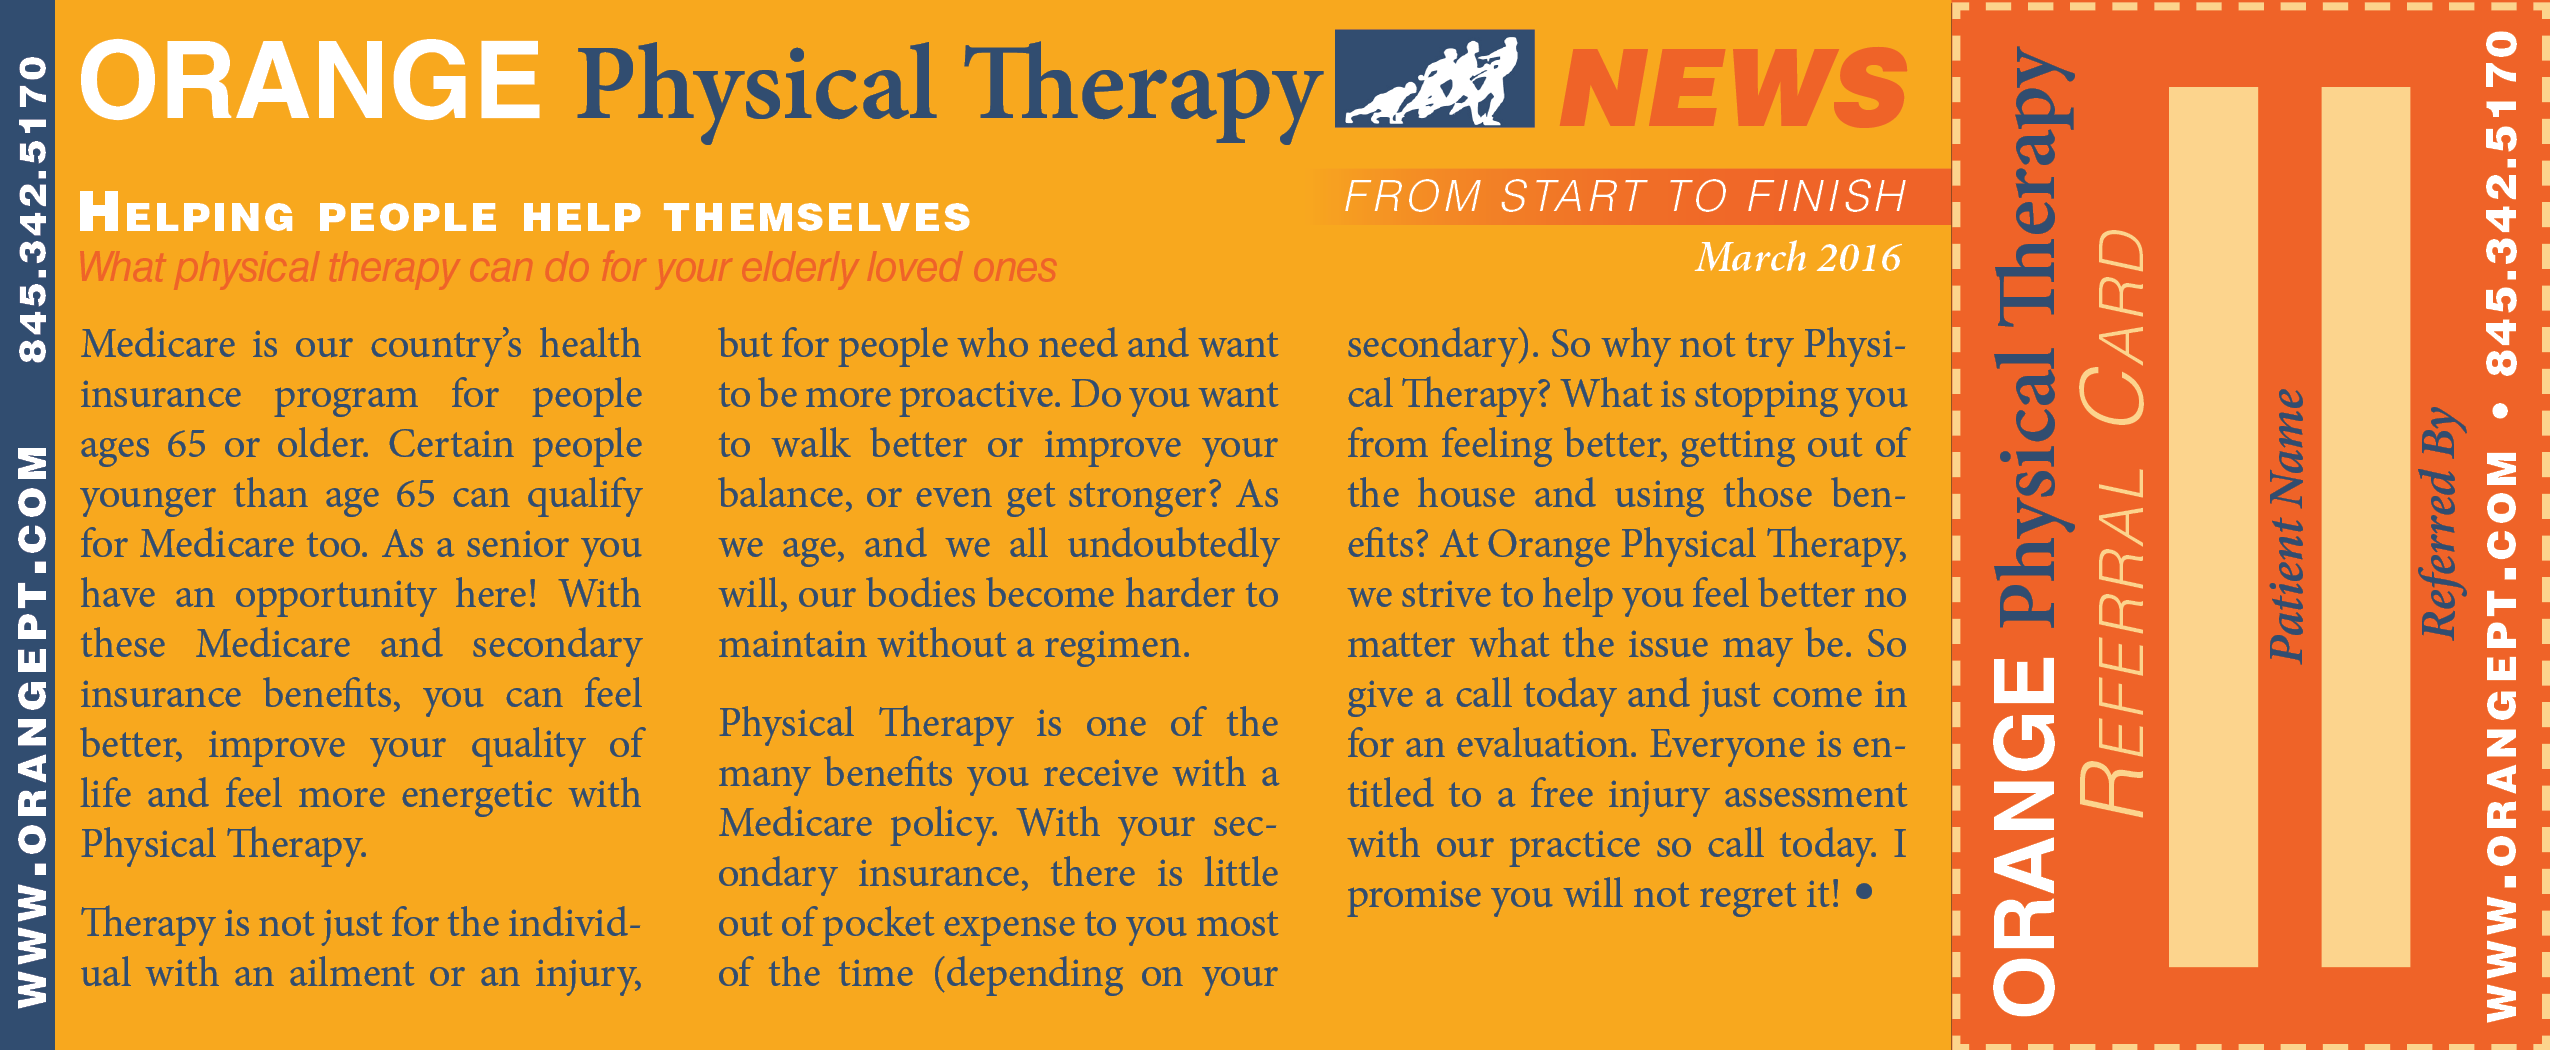 WWW.ORANGEPT.COM 845.342.5170
ORANGE Physical Therapy NEWS
FROM START TO FINISH
March 2016
HELPING PEOPLE HELP THEMSELVES
What physical therapy can do for your elderly loved ones
Medicare is our country’s health
insurance program for people
ages 65 or older. Certain people
younger than age 65 can qualify
for Medicare too. As a senior you
have an opportunity here! With
these Medicare and secondary
insurance benefits, you can feel
better, improve your quality of
life and feel more energetic with
Physical Therapy.
Therapy is not just for the individ-
ual with an ailment or an injury,
but for people who need and want
to be more proactive. Do you want
to walk better or improve your
balance, or even get stronger? As
we age, and we all undoubtedly
will, our bodies become harder to
maintain without a regimen.
Physical Therapy is one of the
many benefits you receive with a
Medicare policy. With your sec-
ondary insurance, there is little
out of pocket expense to you most
of the time (depending on your
secondary). So why not try Physi-
cal Therapy? What is stopping you
from feeling better, getting out of
the house and using those ben-
efits? At Orange Physical Therapy,
we strive to help you feel better no
matter what the issue may be. So
give a call today and just come in
for an evaluation. Everyone is en-
titled to a free injury assessment
with our practice so call today. I
promise you will not regret it! •
ORANGE Physical Therapy
REFERRAL CARD
Patient Name
Referred By
WWW.ORANGEPT.COM • 845.342.5170